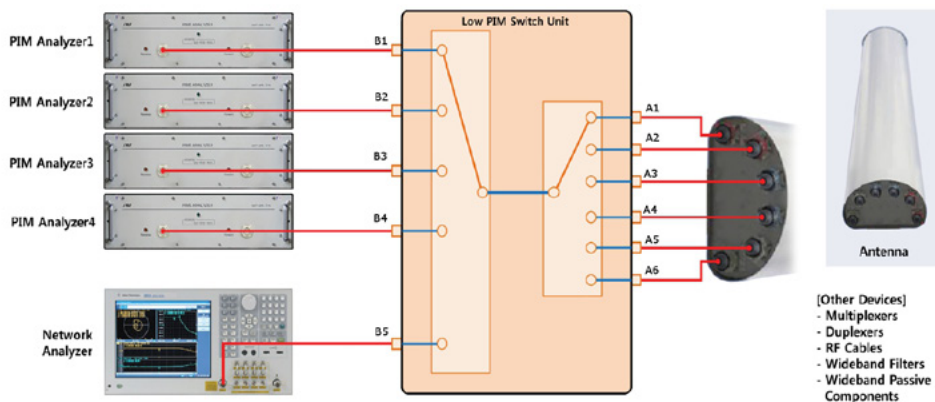 Low PIM Switch Unit
PIM Analyzer1
PIM Analyzer2
PIM Analyzer3
PIM Analyzer4
Network
Analyzer
B1
B2
B3
B4
B5
A1
A2
A3
A4
A5
A6
Antenna
[Other Devices]
- Multiplexers
- Duplexers
- RF Cables
- Wideband Filters
- Wideband Passive
Components